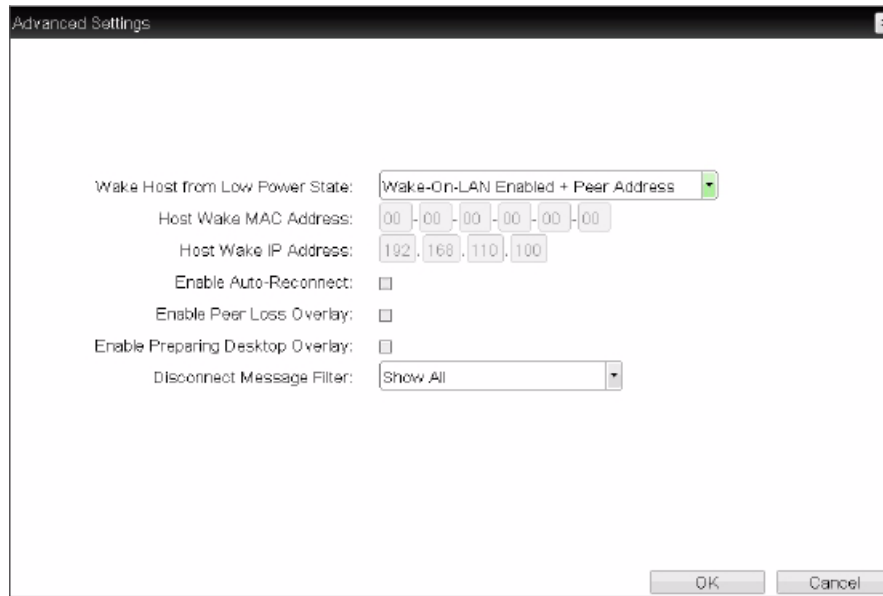 Advanced Settings
Wake Host from Low Power State: Wake-On-LAN Enabled + Peer Address
Host Wake MAC Address: 00 - 00 - 00 - 00 - 00 - 00
Host Wake IP Address: 192 . 168 . 110 . 100
Enable Auto-Reconnect:
Enable Peer Loss Overlay:
Enable Preparing Desktop Overlay:
Disconnect Message Filter: Show All
OK Cancel